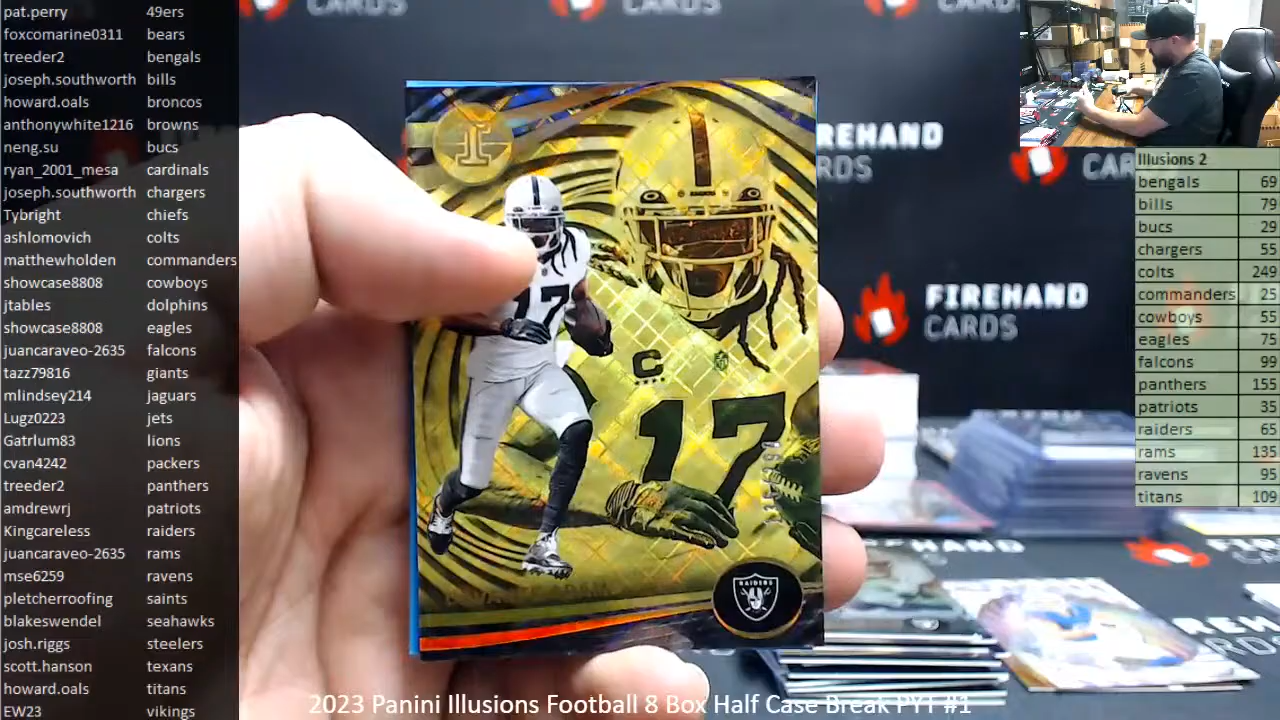 pat.perry 49ers
foxcomarine0311 bears
treeder2 bengals
joseph.southworth bills
howard.oals broncos
anthonywhite1216 browns
neng.su bucs
ryan_2001_mesa cardinals
joseph.southworth chargers
Tybright chiefs
ashlomovich colts
matthewholden commanders
showcase8808 cowboys
jtables dolphins
showcase8808 eagles
juancaraveo-2635 falcons
tazz79816 giants
mlindsey214 jaguars
Lugz0223 jets
Gatrlum83 lions
cvan4242 packers
treeder2 panthers
andrewrj patriots
Kingcareless raiders
juancaraveo-2635 rams
mse6259 ravens
pletcherroofing saints
blakeswendel seahawks
josh.riggs steelers
scott.hanson texans
howard.oals titans
EW23 vikings
CARDS
CARDS
I
17
C
17
RAIDERS
FIREHAND
CARDS
FIREHAND
CARDS
Illusions 2
bengals 69
bills 79
bucs 29
chargers 55
colts 249
commanders 25
cowboys 55
eagles 75
falcons 99
panthers 155
patriots 35
raiders 65
rams 135
ravens 95
titans 109
2023 Panini Illusions Football 8 Box Half Case Break PYT #1